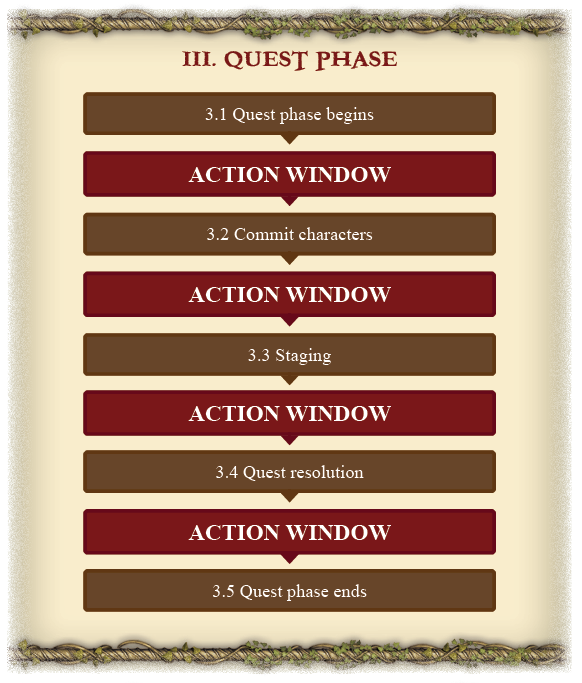 III. QUEST PHASE
3.1 Quest phase begins
ACTION WINDOW
3.2 Commit characters
ACTION WINDOW
3.3 Staging
ACTION WINDOW
3.4 Quest resolution
ACTION WINDOW
3.5 Quest phase ends